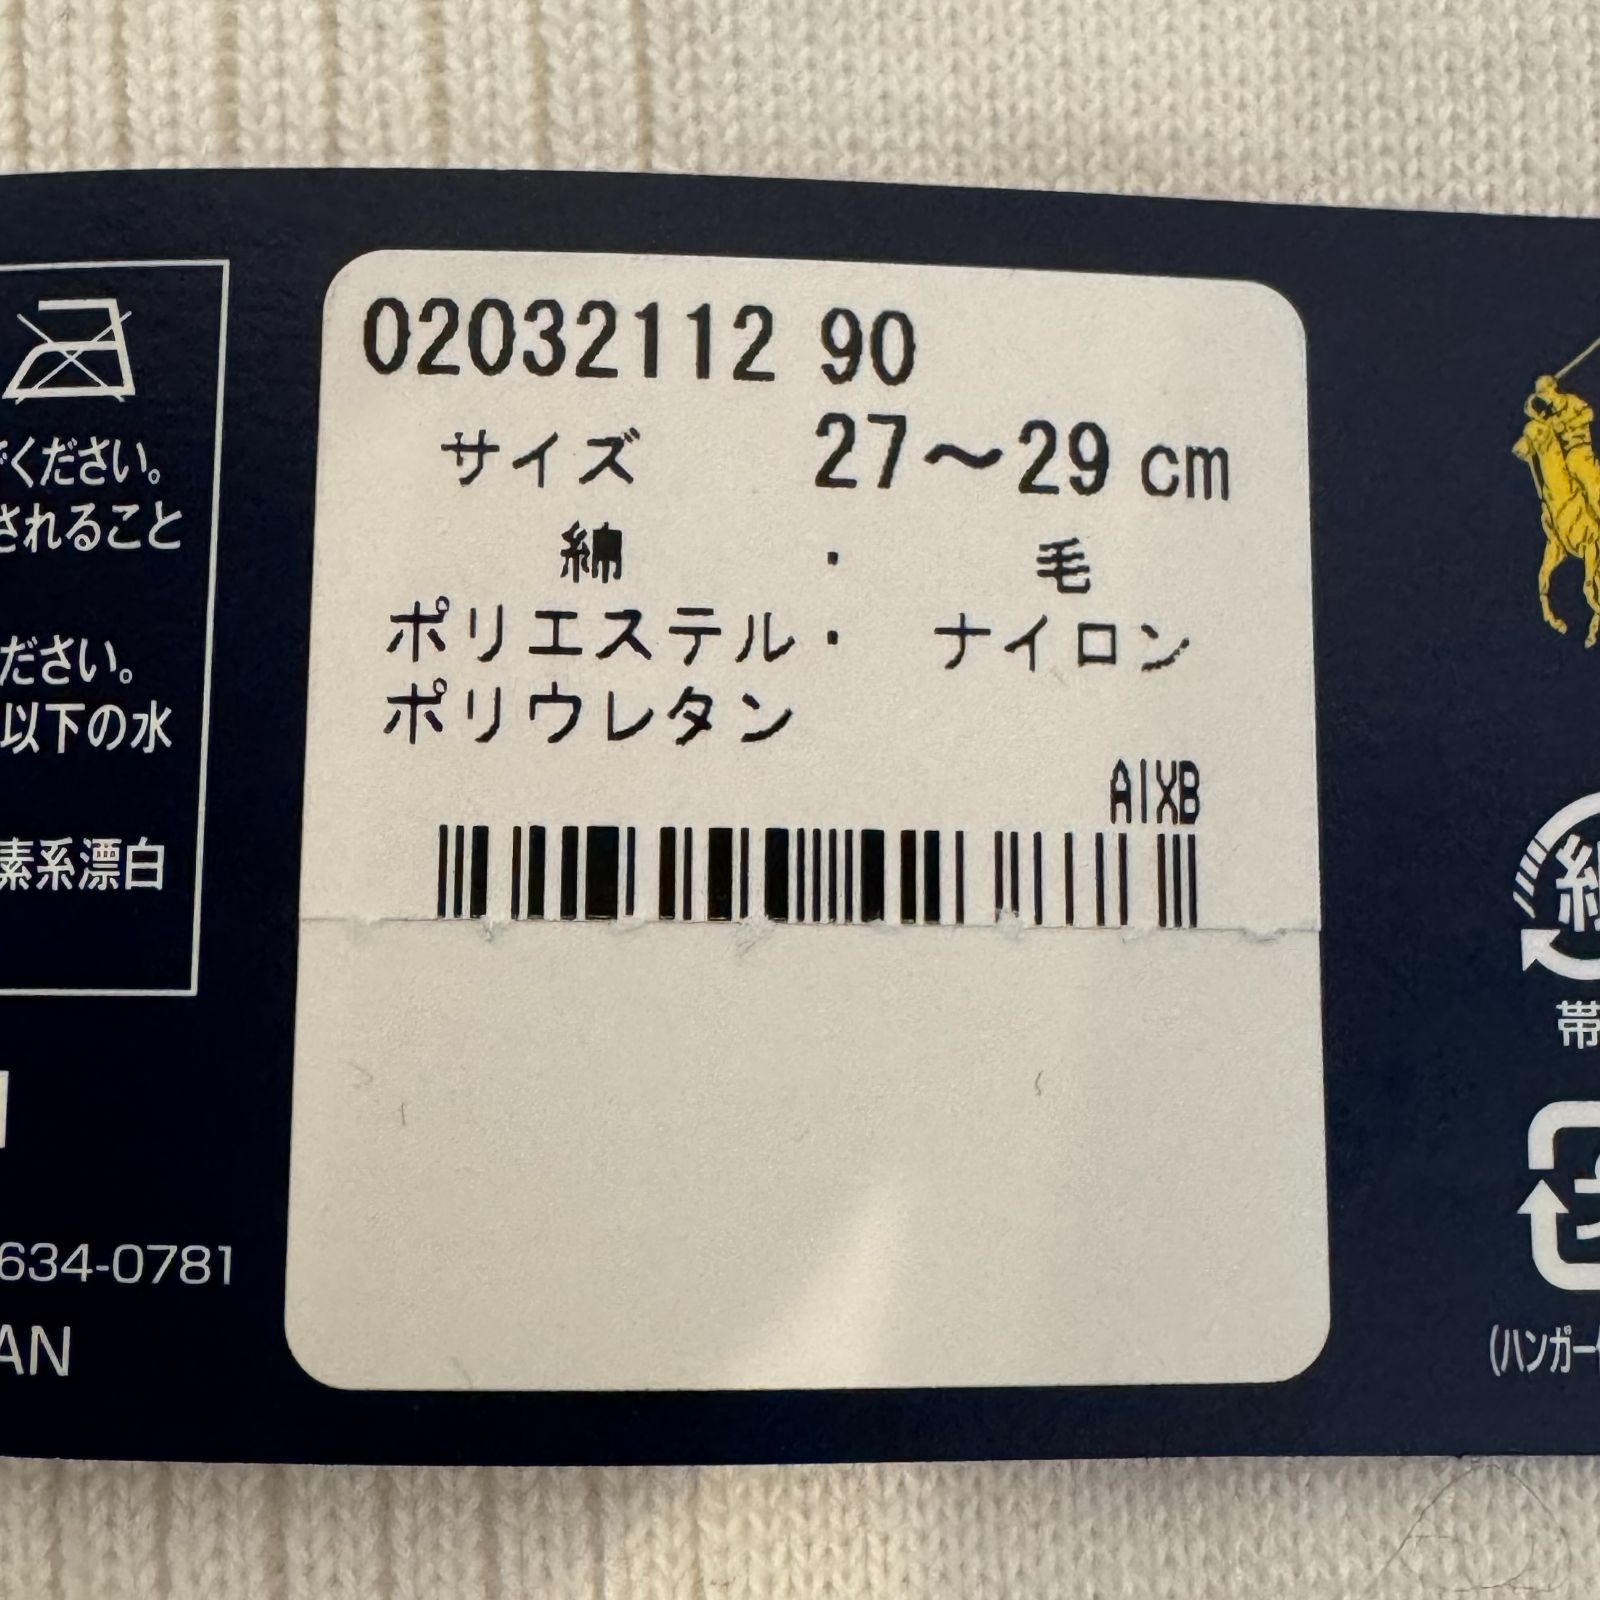 でください。
されること
ださい。
以下の水
素系漂白
634-0781
AN
02032112 90
サイズ 27～29 cm
綿 ・ 毛
ポリエステル・ ナイロン
ポリウレタン
AIXB
帯
(ハンガー